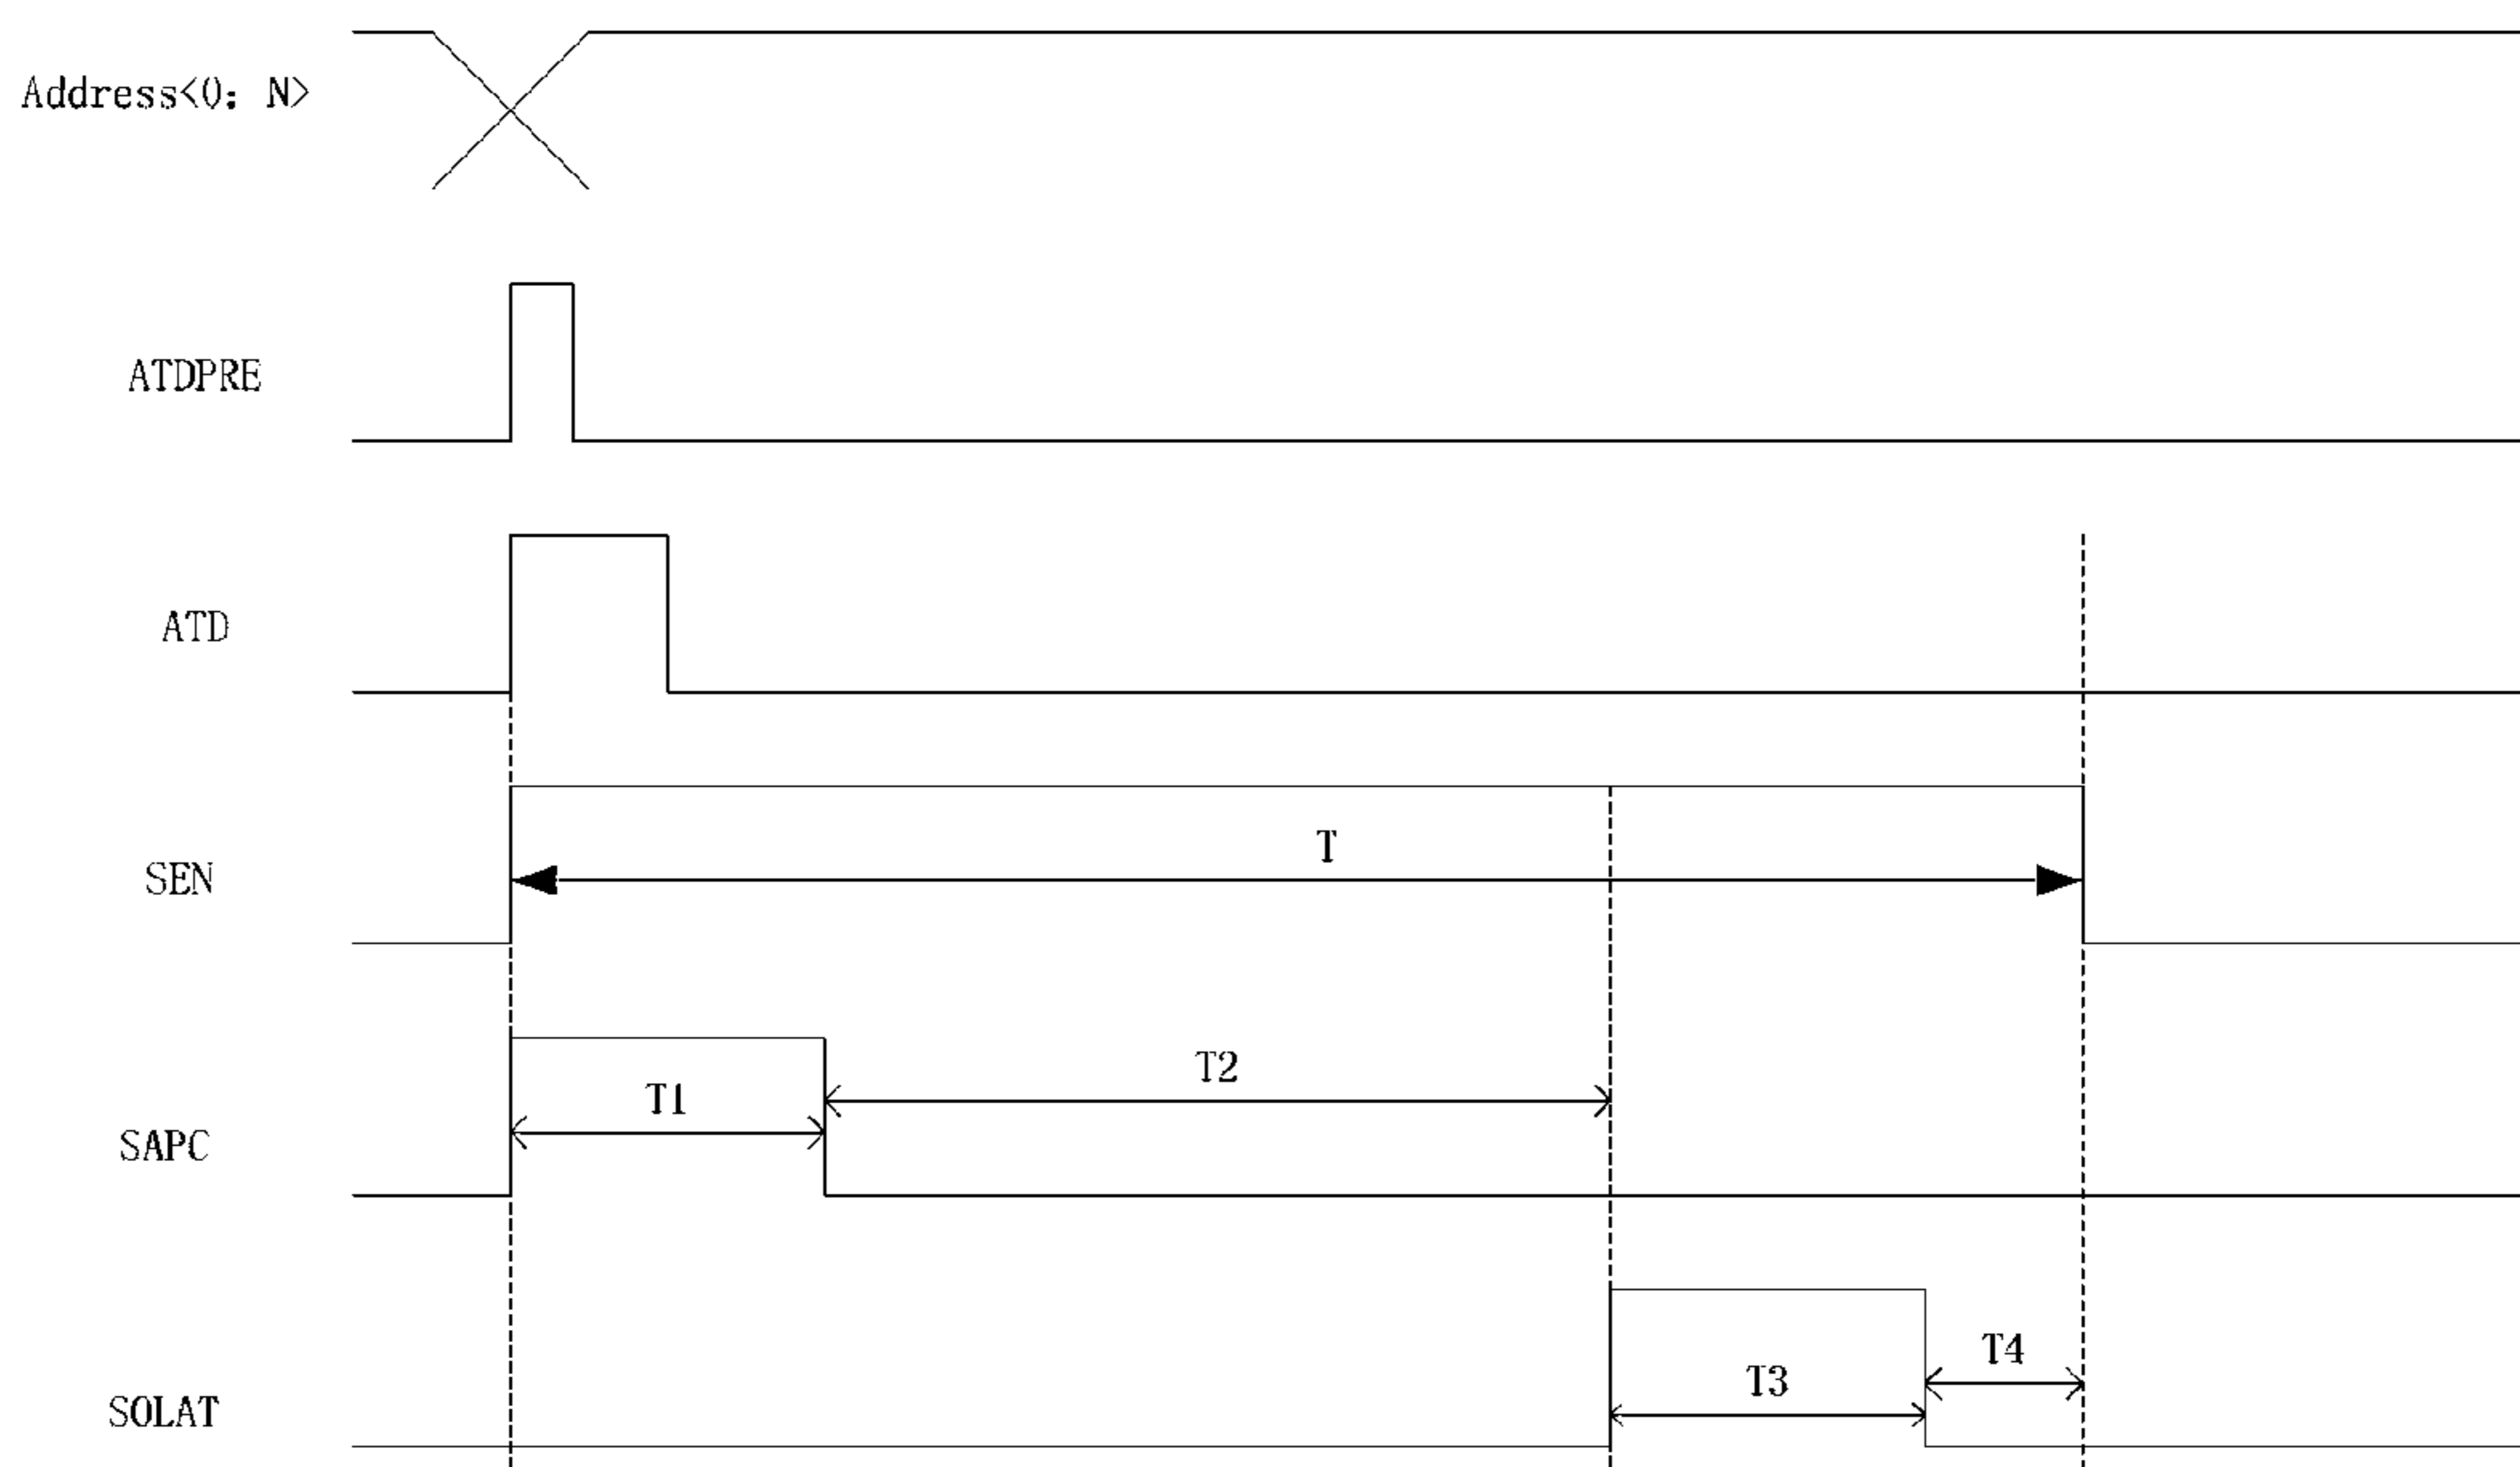 Address<0: N>
ATDPRE
ATD
T
SEN
T2
T1
SAPC
T4
T3
SOLAT